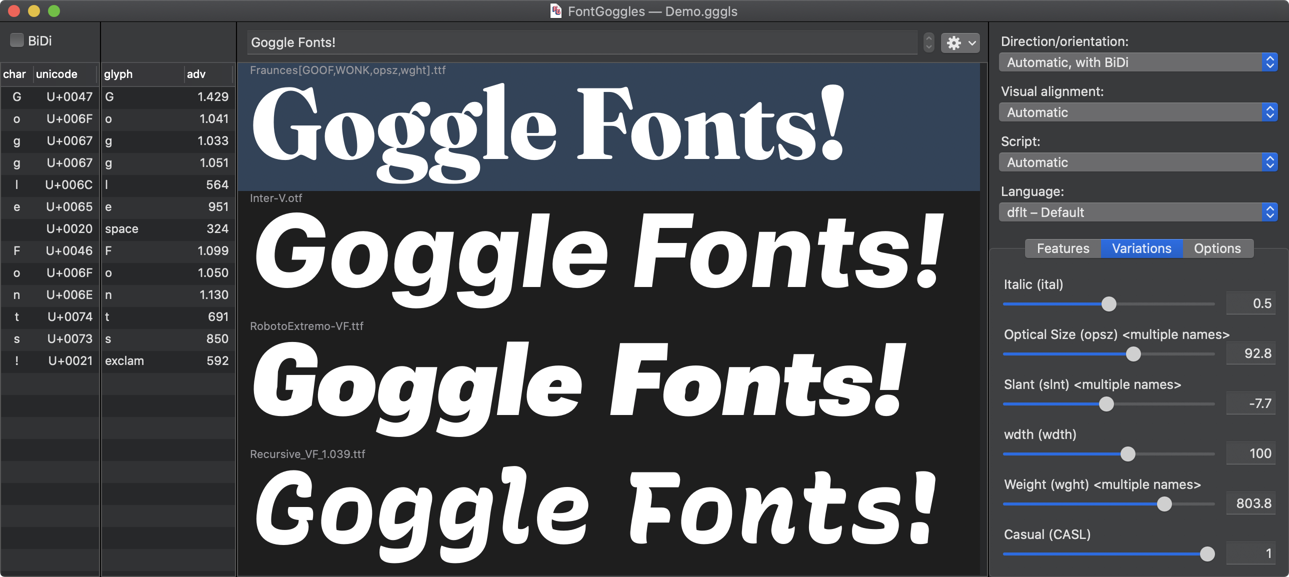 FontGoggles — Demo.gggls
BiDi
char unicode glyph adv
G U+0047 G 1.429
o U+006F o 1.041
g U+0067 g 1.033
g U+0067 g 1.051
l U+006C l 564
e U+0065 e 951
U+0020 space 324
F U+0046 F 1.099
o U+006F o 1.050
n U+006E n 1.130
t U+0074 t 691
s U+0073 s 850
! U+0021 exclam 592
Goggle Fonts!
Fraunces[GOOF,WONK,opsz,wght].ttf
Goggle Fonts!
Inter-V.otf
Goggle Fonts!
RobotoExtremo-VF.ttf
Goggle Fonts!
Recursive_VF_1.039.ttf
Goggle Fonts!
Direction/orientation:
Automatic, with BiDi
Visual alignment:
Automatic
Script:
Automatic
Language:
dflt – Default
Features Variations Options
Italic (ital)
0.5
Optical Size (opsz) <multiple names>
92.8
Slant (slnt) <multiple names>
-7.7
wdth (wdth)
100
Weight (wght) <multiple names>
803.8
Casual (CASL)
1